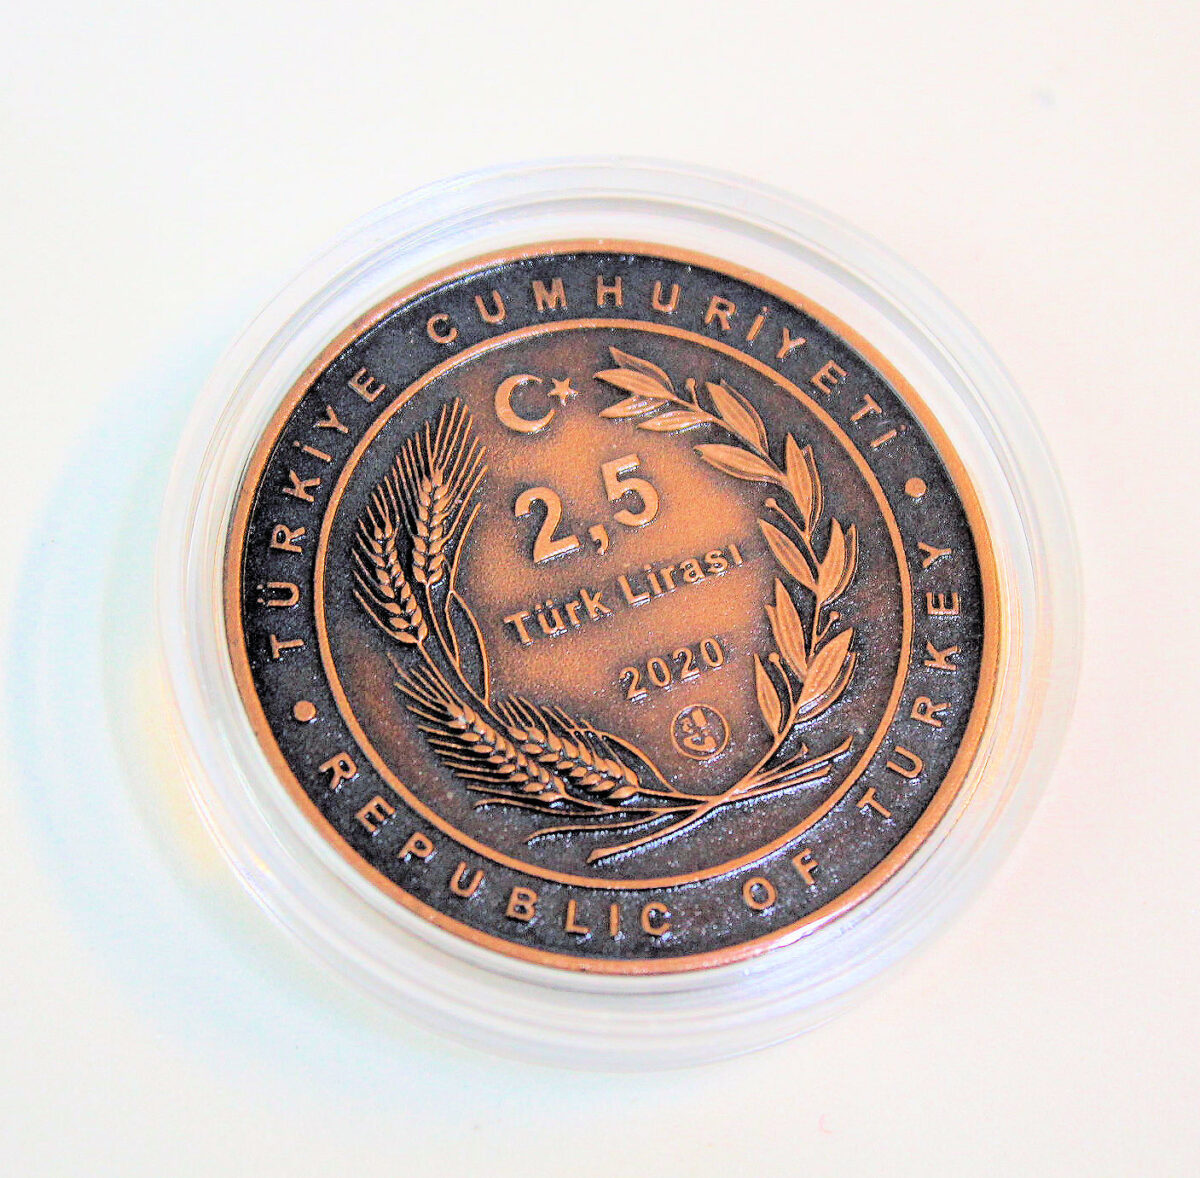 TÜRKİYE CUMHURİYETİ
2,5
Türk Lirası
2020
REPUBLIC OF TURKEY